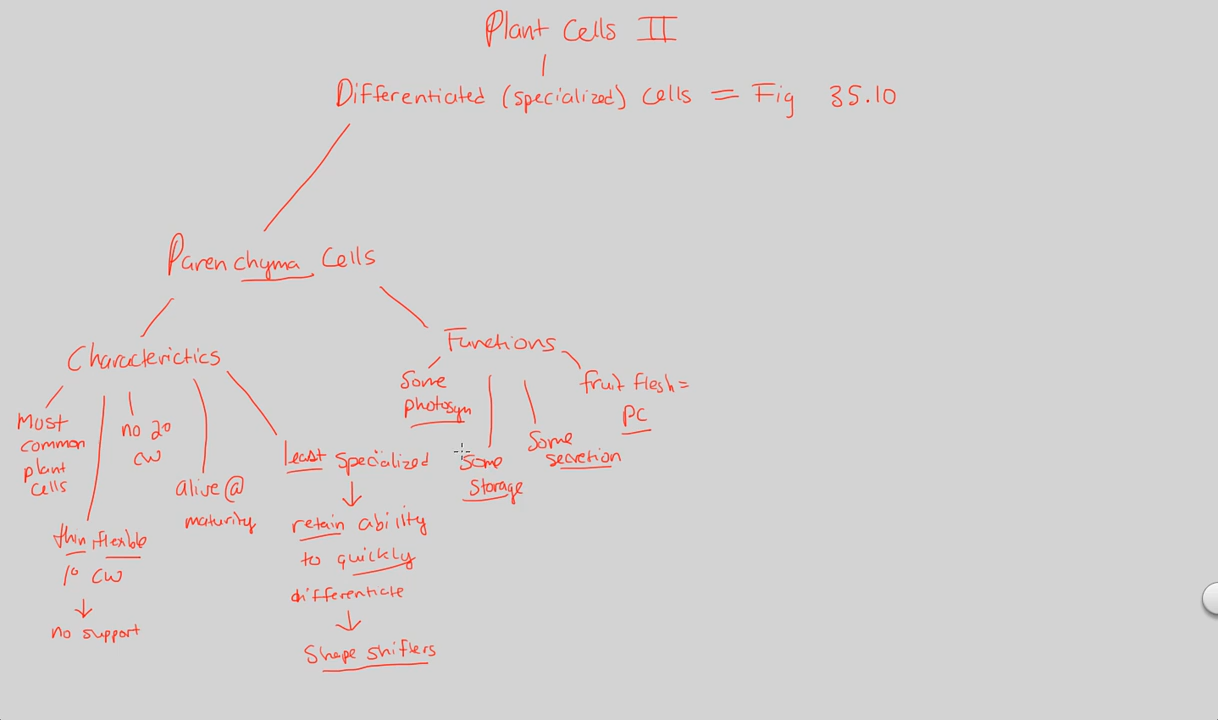 Plant Cells II
Differentiated (specialized) cells = Fig 35.10
Parenchyma Cells
Characterictics
Most
common
plant
cells
thin, flexible
1° CW
↓
no support
no 2°
CW
alive @
maturity
least specialized
↓
retain ability
to quickly
differentiate
↓
Shape shifters
Functions
Some
photosyn
Some
Storage
Some
secretion
fruit flesh =
PC